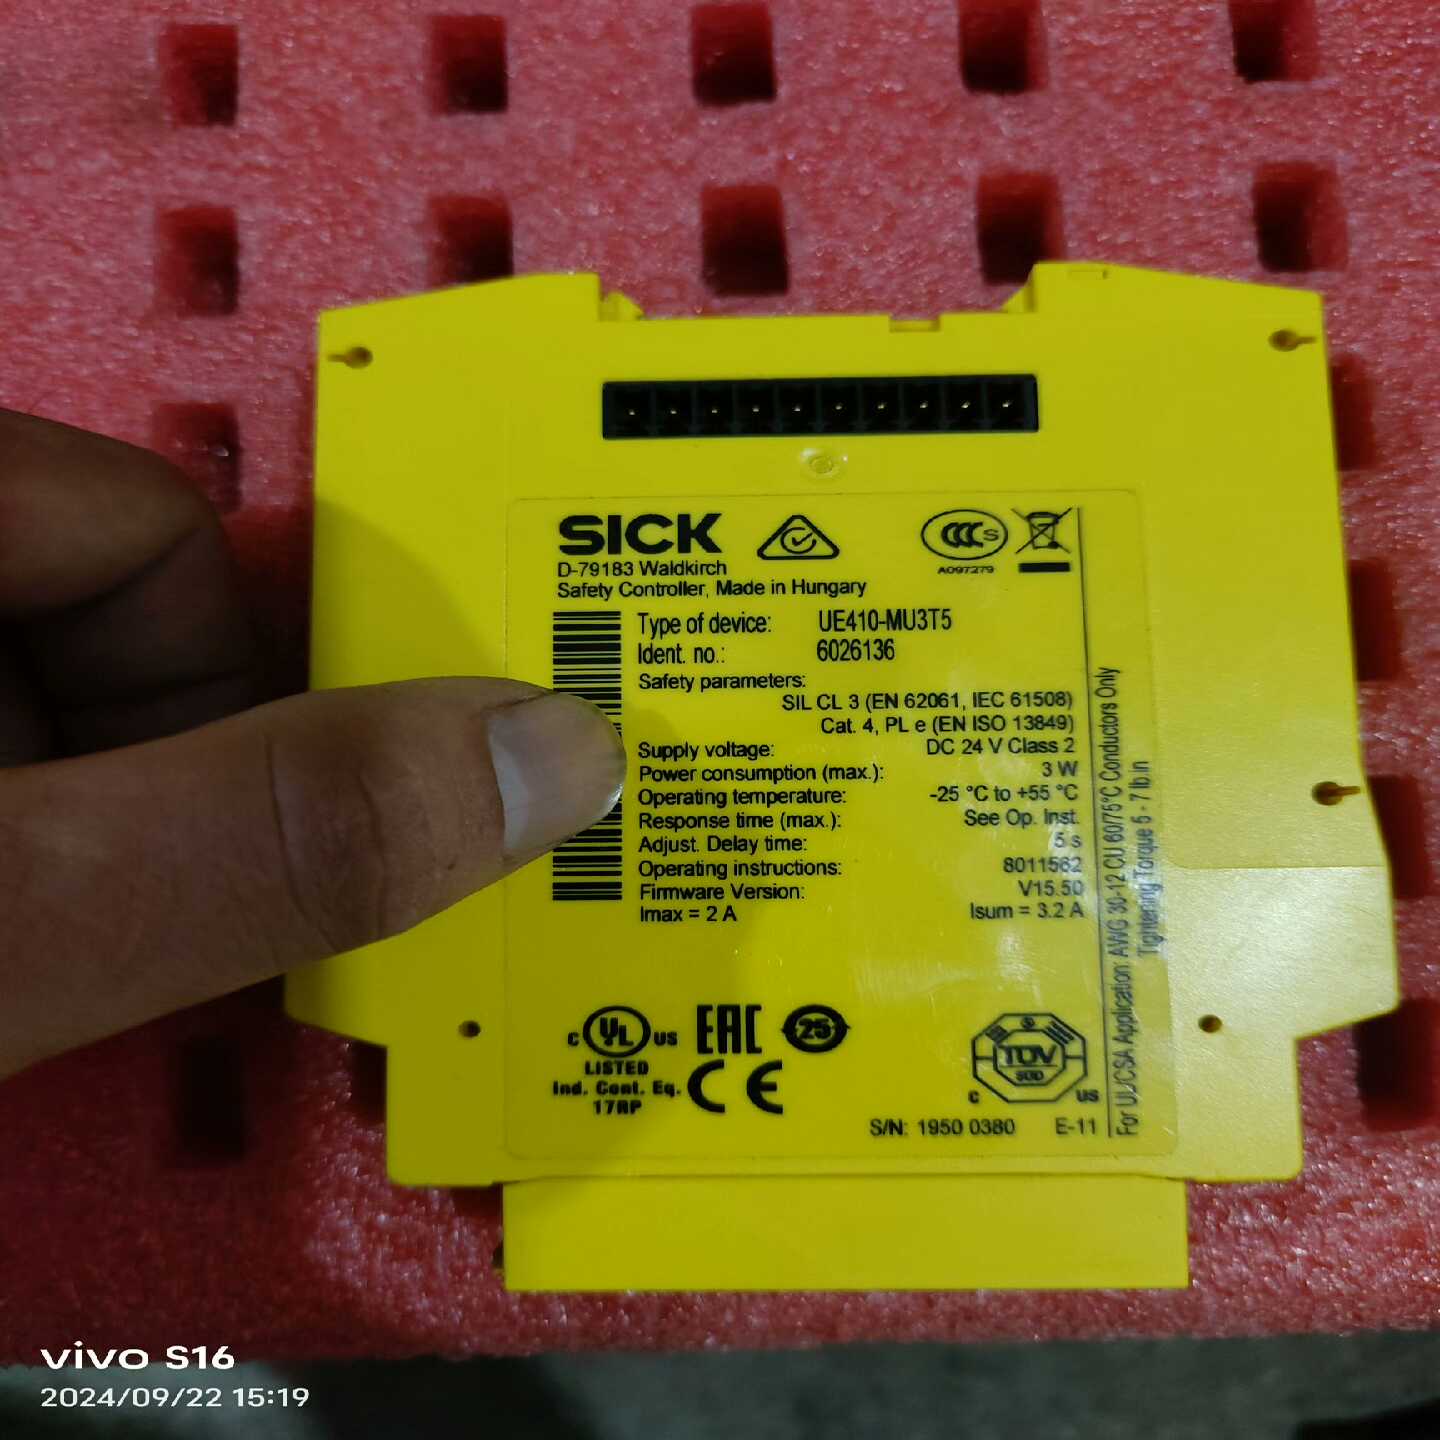 SICK
D-79183 Waldkirch
Safety Controller, Made in Hungary
CCC S
A097279
Type of device: UE410-MU3T5
Ident. no.: 6026136
Safety parameters:
SIL CL 3 (EN 62061, IEC 61508)
Cat. 4, PL e (EN ISO 13849)
Supply voltage: DC 24 V Class 2
Power consumption (max.): 3 W
Operating temperature: -25 °C to +55 °C
Response time (max.): See Op. Inst.
Adjust. Delay time: 5 s
Operating instructions: 8011562
Firmware Version: V15.50
Imax = 2 A Isum = 3.2 A
For UL/CSA Application: AWG 30-12 CU 60/75°C Conductors Only
Tightening Torque 5 - 7 lb.in
c UL us
LISTED
Ind. Cont. Eq.
17RP
EAC
25
CE
TÜV
SÜD
c us
S/N: 1950 0380 E-11
vivo S16
2024/09/22 15:19